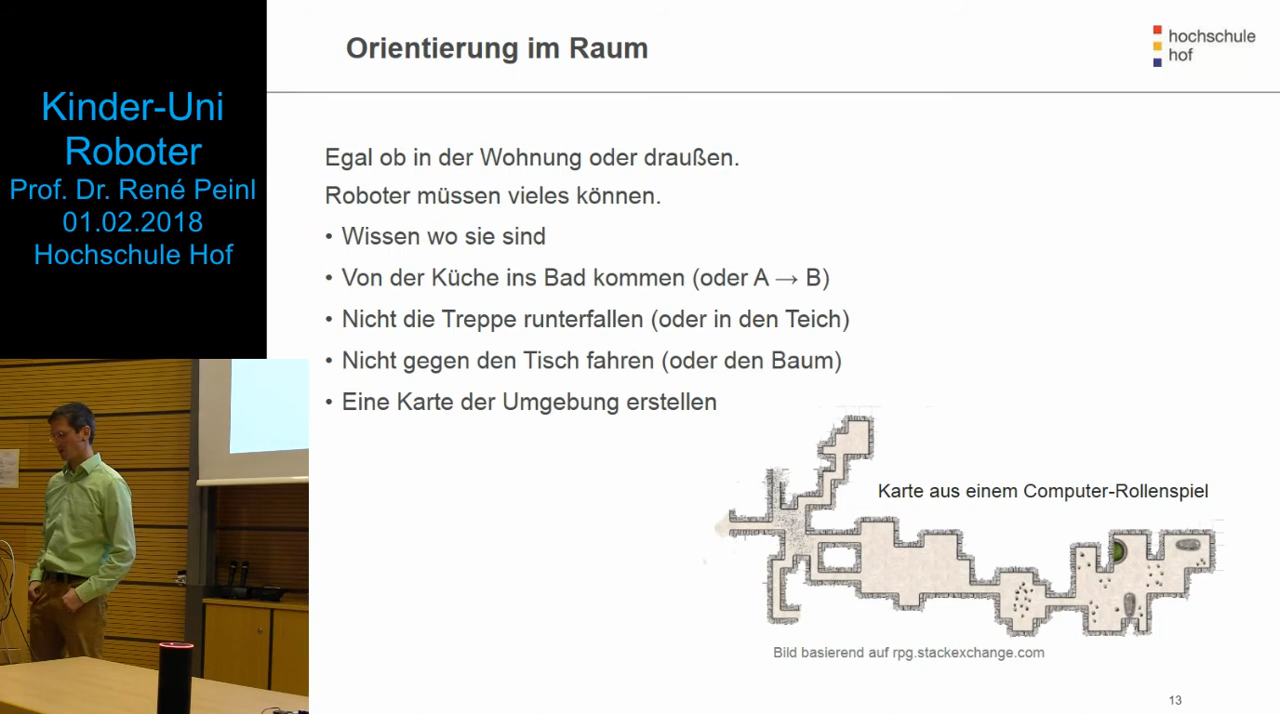 Kinder-Uni
Roboter
Prof. Dr. René Peinl
01.02.2018
Hochschule Hof
Orientierung im Raum
hochschule
hof
Egal ob in der Wohnung oder draußen.
Roboter müssen vieles können.
• Wissen wo sie sind
• Von der Küche ins Bad kommen (oder A → B)
• Nicht die Treppe runterfallen (oder in den Teich)
• Nicht gegen den Tisch fahren (oder den Baum)
• Eine Karte der Umgebung erstellen
Karte aus einem Computer-Rollenspiel
Bild basierend auf rpg.stackexchange.com
13